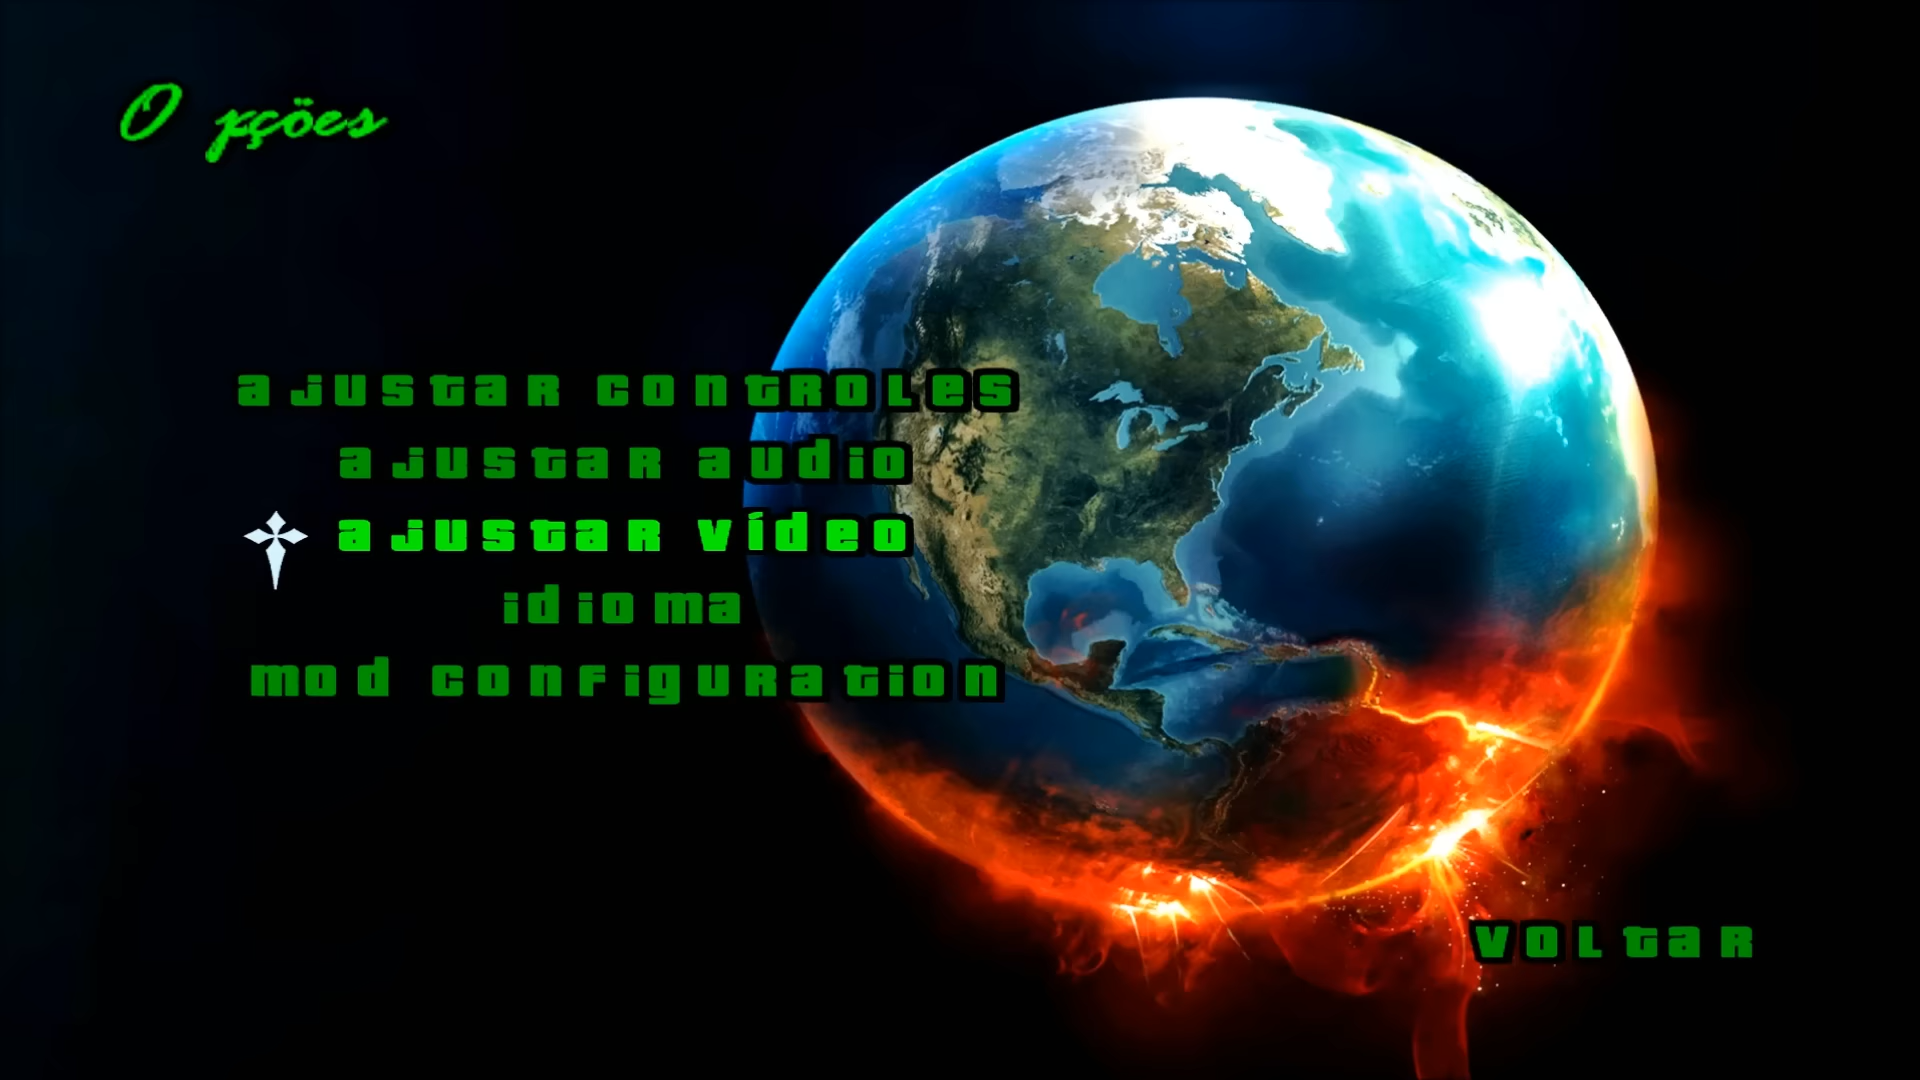 Opções
ajustar controles
ajustar audio
ajustar vídeo
idioma
mod configuration
voltar